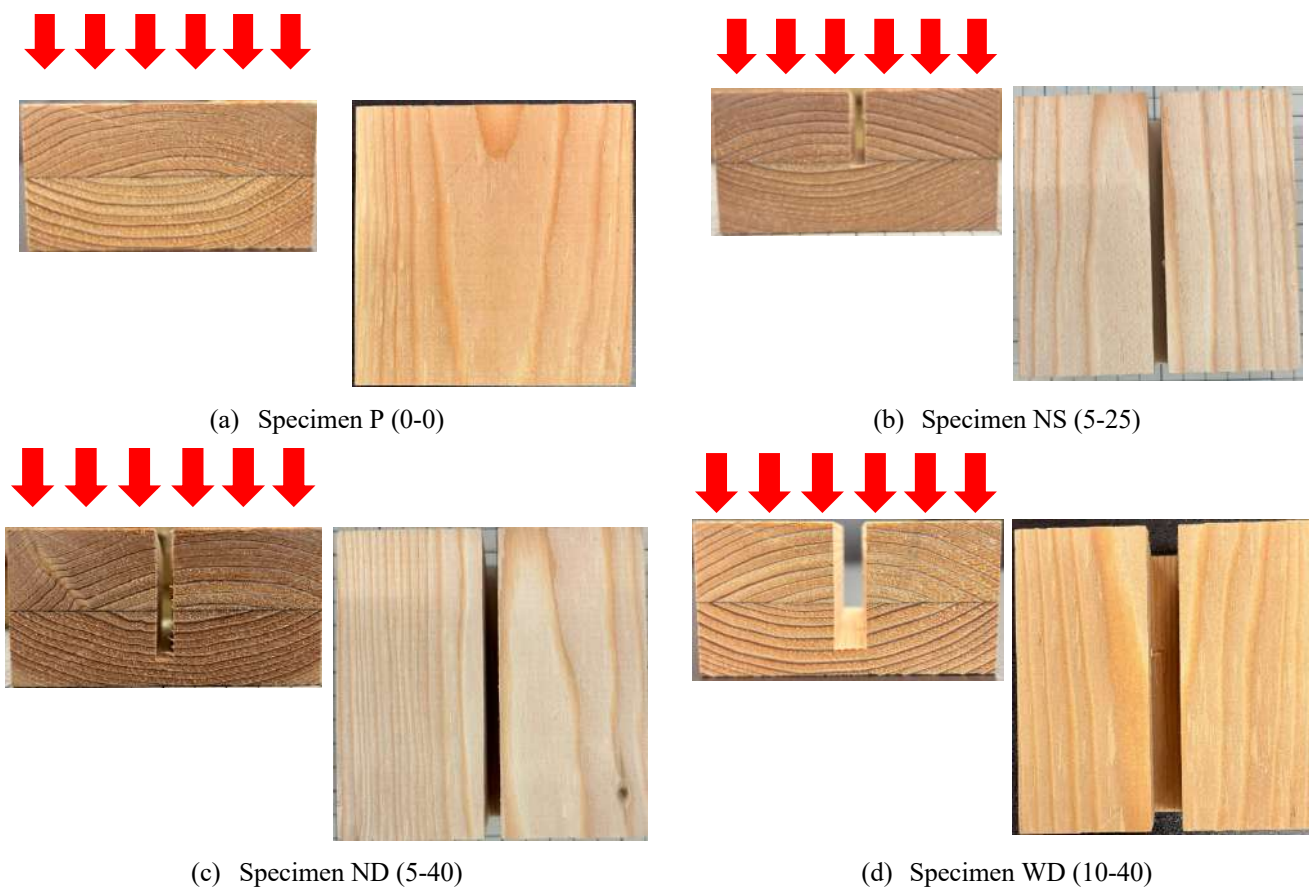 (a) Specimen P (0-0)
(b) Specimen NS (5-25)
(c) Specimen ND (5-40)
(d) Specimen WD (10-40)